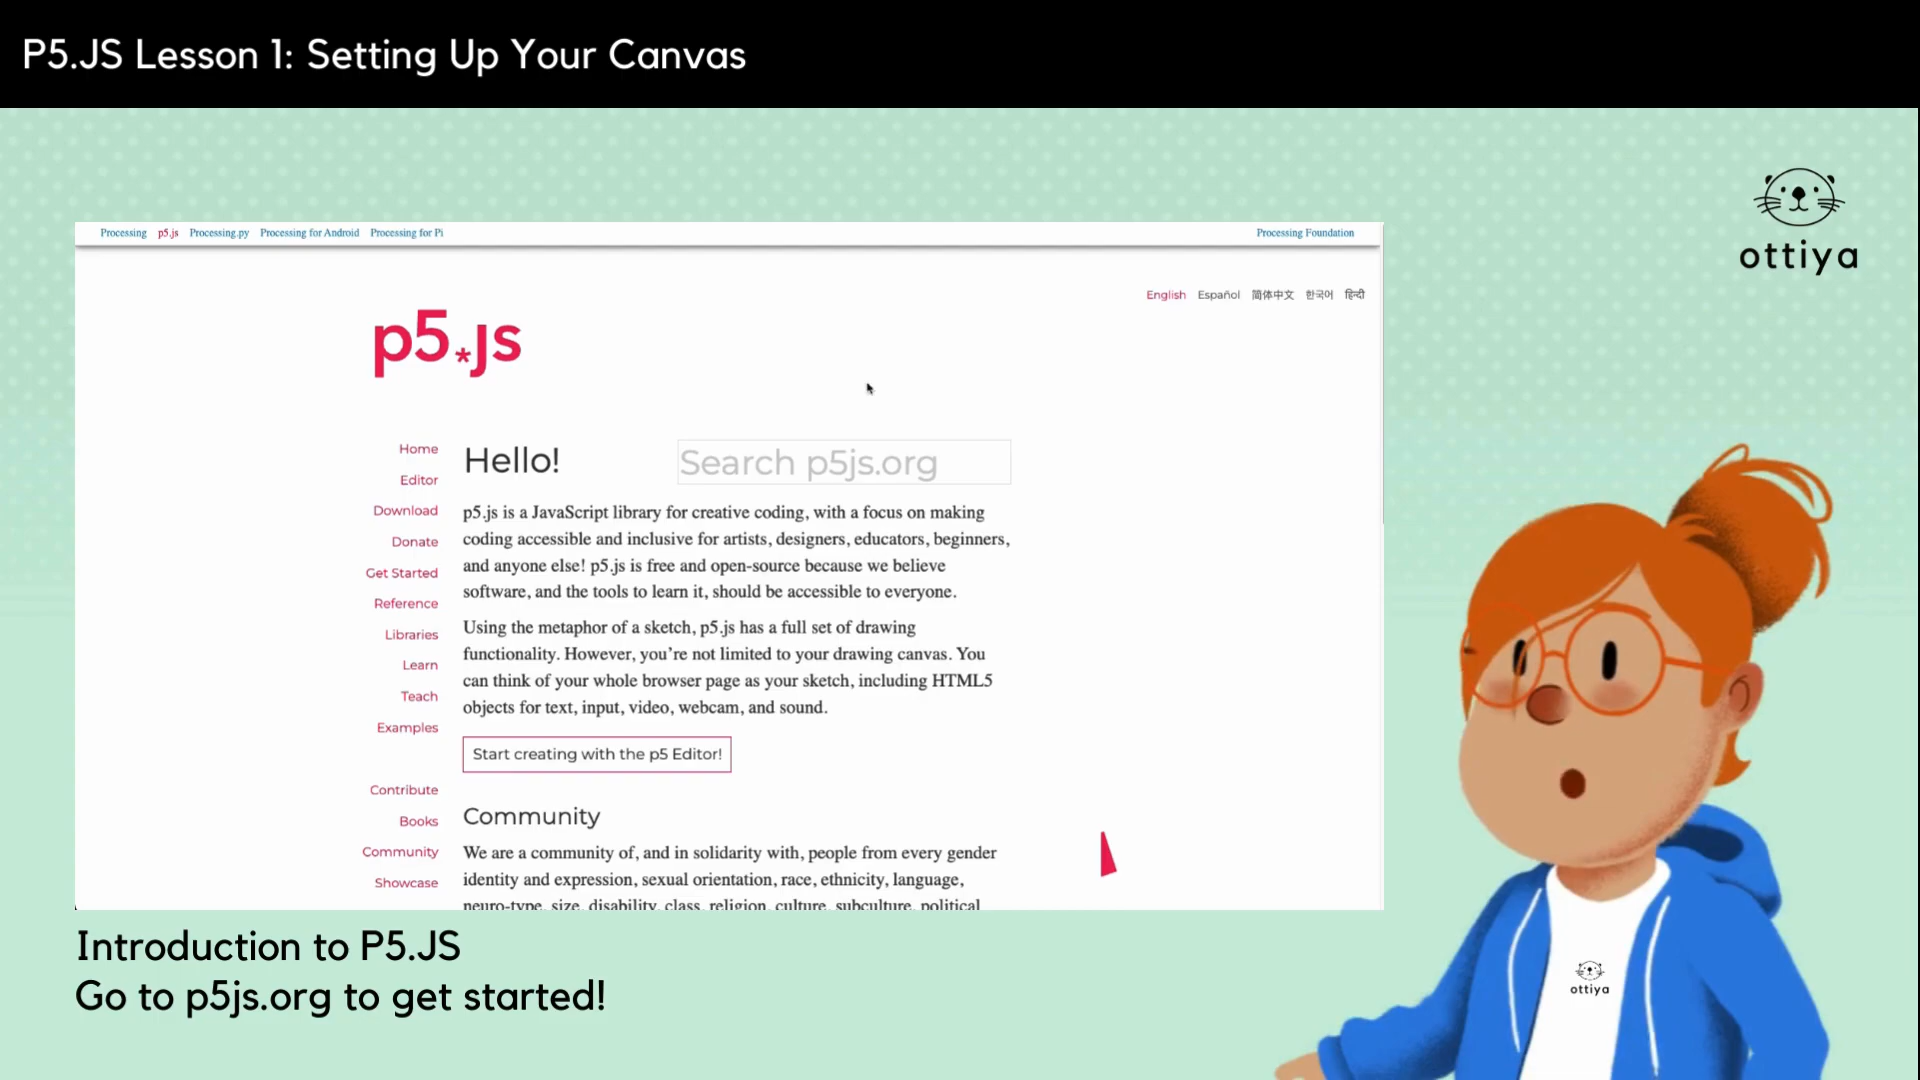 P5.JS Lesson 1: Setting Up Your Canvas
ottiya
Processing p5.js Processing.py Processing for Android Processing for Pi Processing Foundation
English Español 简体中文 한국어 हिन्दी
p5*js
Home
Editor
Download
Donate
Get Started
Reference
Libraries
Learn
Teach
Examples
Contribute
Books
Community
Showcase
Hello!
Search p5js.org
p5.js is a JavaScript library for creative coding, with a focus on making
coding accessible and inclusive for artists, designers, educators, beginners,
and anyone else! p5.js is free and open-source because we believe
software, and the tools to learn it, should be accessible to everyone.
Using the metaphor of a sketch, p5.js has a full set of drawing
functionality. However, you’re not limited to your drawing canvas. You
can think of your whole browser page as your sketch, including HTML5
objects for text, input, video, webcam, and sound.
Start creating with the p5 Editor!
Community
We are a community of, and in solidarity with, people from every gender
identity and expression, sexual orientation, race, ethnicity, language,
neuro-type, size, disability, class, religion, culture, subculture, political
Introduction to P5.JS
Go to p5js.org to get started!
ottiya